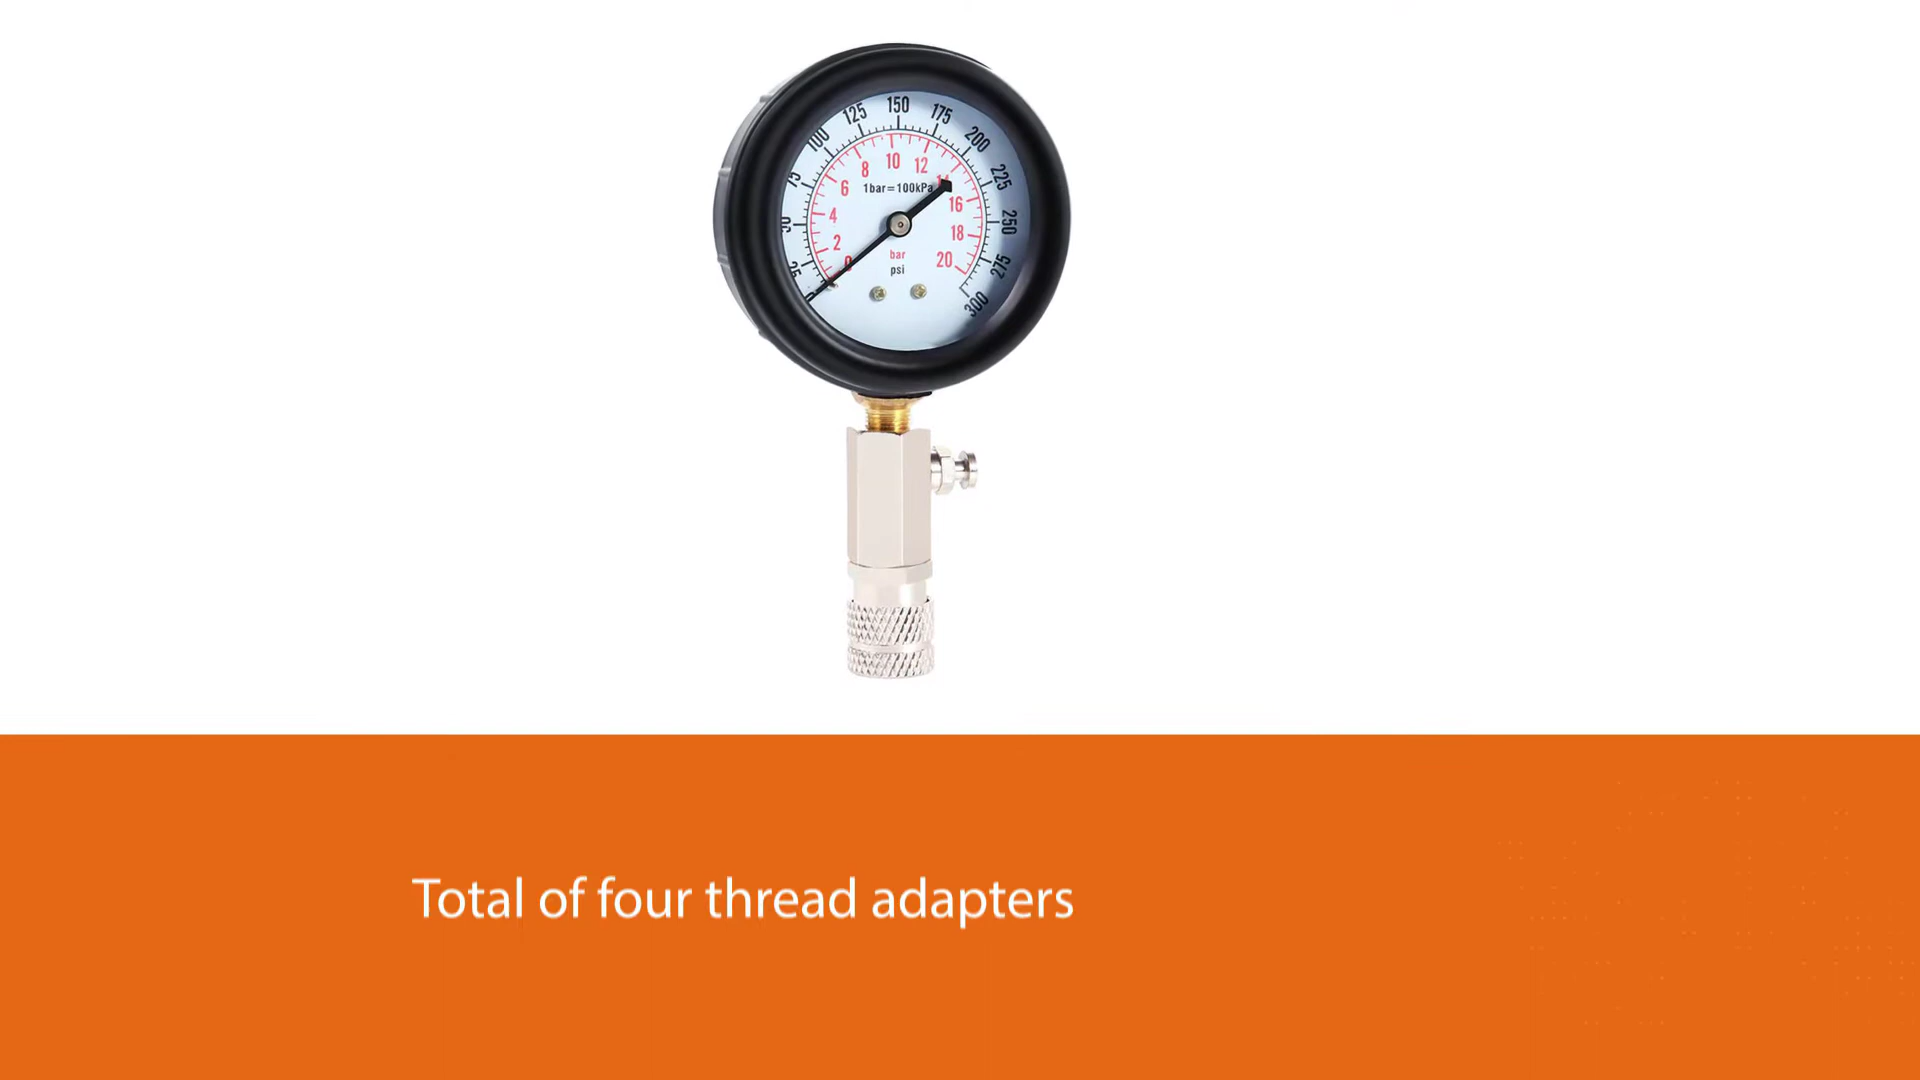 0 25 50 75 100 125 150 175 200 225 250 275 300
0 2 4 6 8 10 12 14 16 18 20
1bar=100kPa
bar
psi
Total of four thread adapters